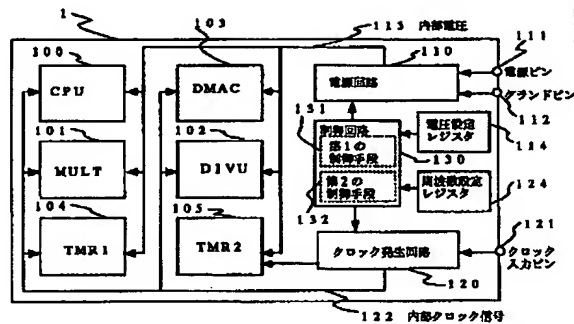 1
100
CPU
101
MULT
104
TMR1
103
DMAC
102
DIVU
105
TMR2
113 内部電圧
110
電源回路
111
電源ピン
グランドピン
112
131
制御回路
第1の
制御手段
130
第2の
制御手段
132
電圧設定
レジスタ
114
周波数設定
レジスタ
124
121
クロック
入力ピン
クロック発生回路
120
122 内部クロック信号